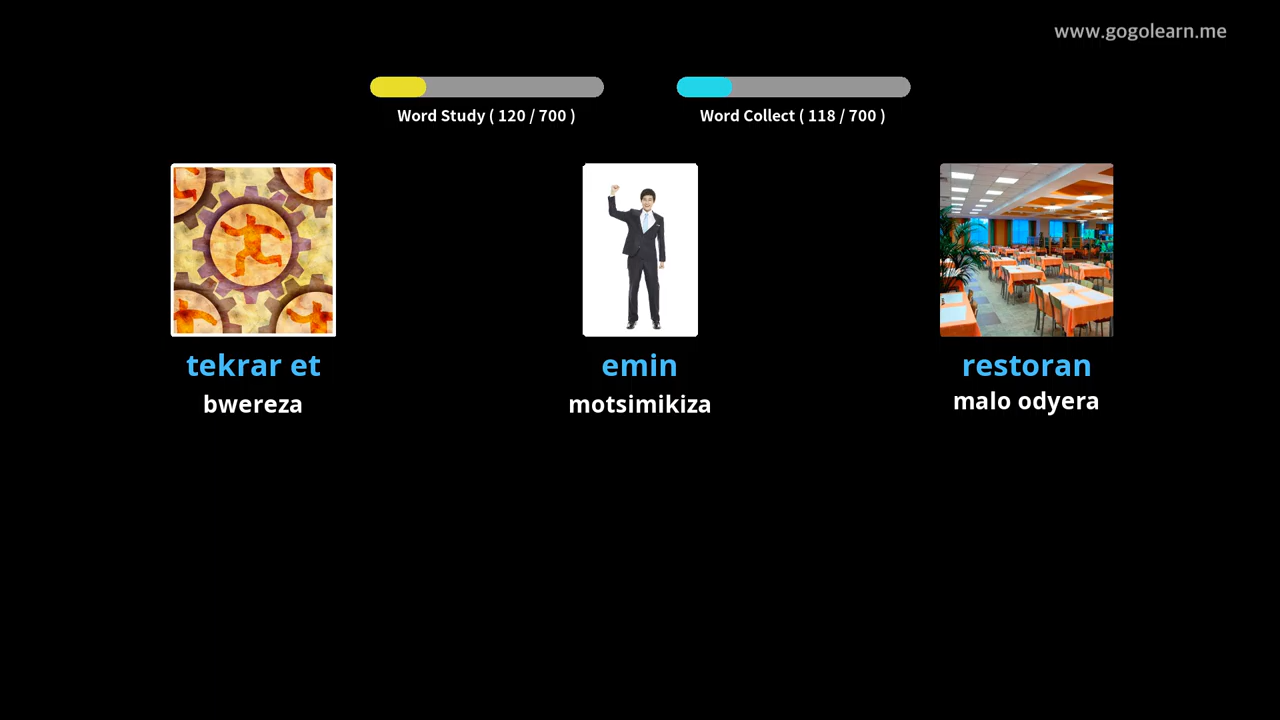 www.gogolearn.me
Word Study ( 120 / 700 )
Word Collect ( 118 / 700 )
tekrar et
bwereza
emin
motsimikiza
restoran
malo odyera